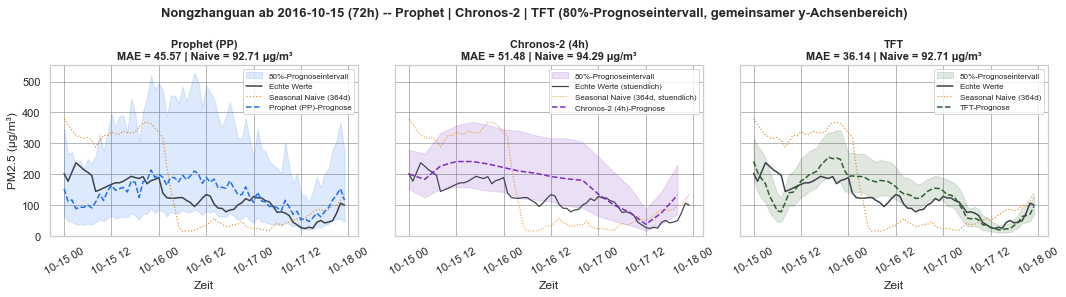 Nongzhanguan ab 2016-10-15 (72h) -- Prophet | Chronos-2 | TFT (80%-Prognoseintervall, gemeinsamer y-Achsenbereich)
Prophet (PP)
MAE = 45.57 | Naive = 92.71 µg/m³
80%-Prognoseintervall
Echte Werte
Seasonal Naive (364d)
Prophet (PP)-Prognose
PM2.5 (µg/m³)
500
400
300
200
100
0
10-15 00
10-15 12
10-16 00
10-16 12
10-17 00
10-17 12
10-18 00
Zeit
Chronos-2 (4h)
MAE = 51.48 | Naive = 94.29 µg/m³
80%-Prognoseintervall
Echte Werte (stuendlich)
Seasonal Naive (364d, stuendlich)
Chronos-2 (4h)-Prognose
10-15 00
10-15 12
10-16 00
10-16 12
10-17 00
10-17 12
10-18 00
Zeit
TFT
MAE = 36.14 | Naive = 92.71 µg/m³
80%-Prognoseintervall
Echte Werte
Seasonal Naive (364d)
TFT-Prognose
10-15 00
10-15 12
10-16 00
10-16 12
10-17 00
10-17 12
10-18 00
Zeit